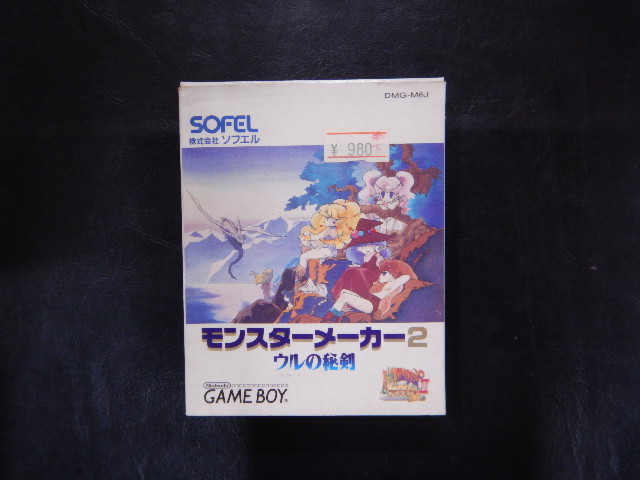 DMG-M6J
SOFEL
株式会社 ソフエル
¥ 980
モンスターメーカー2
ウルの秘剣
Nintendo
GAME BOY